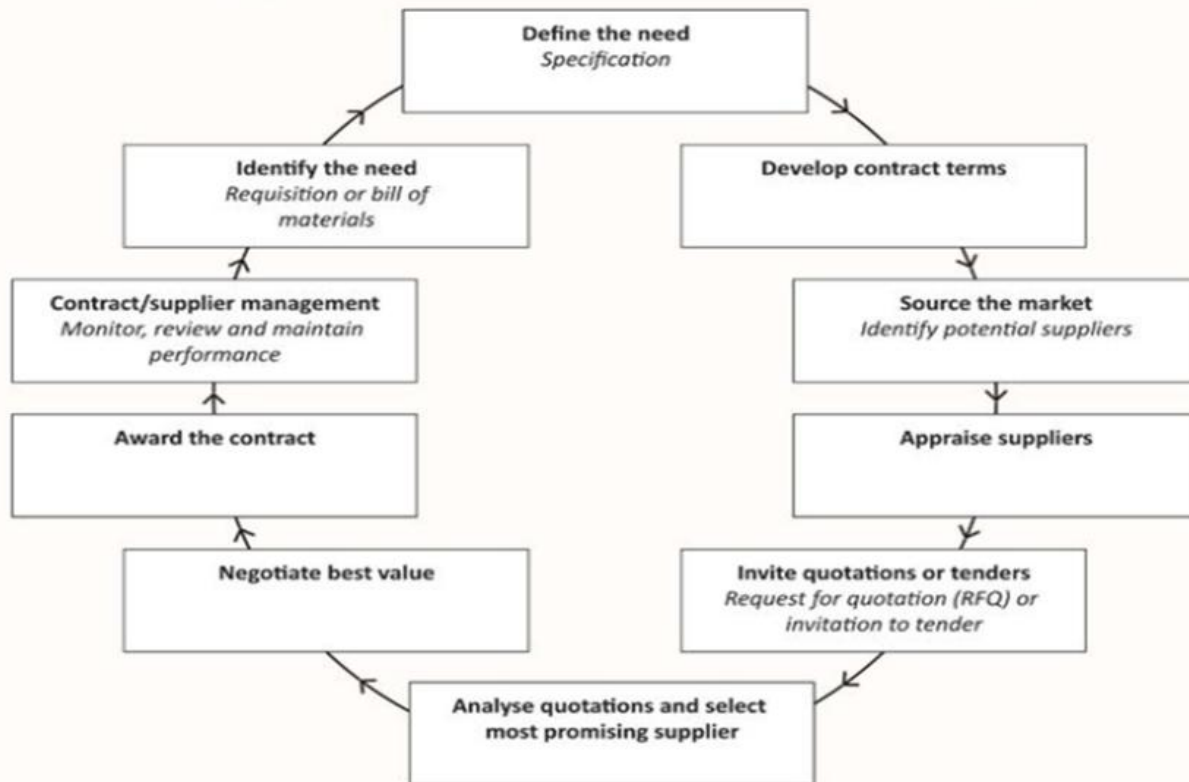 Define the need
Specification
Identify the need
Requisition or bill of
materials
Develop contract terms
Contract/supplier management
Monitor, review and maintain
performance
Source the market
Identify potential suppliers
Award the contract
Appraise suppliers
Negotiate best value
Invite quotations or tenders
Request for quotation (RFQ) or
invitation to tender
Analyse quotations and select
most promising supplier